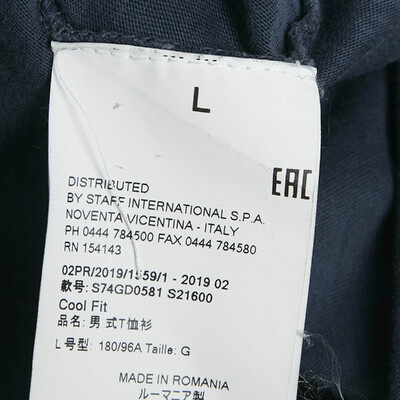 L
EAC
DISTRIBUTED
BY STAFF INTERNATIONAL S.P.A.
NOVENTA VICENTINA - ITALY
PH 0444 784500 FAX 0444 784580
RN 154143
02PR/2019/1559/1 - 2019 02
款号: S74GD0581 S21600
Cool Fit
品名: 男式T恤衫
L 号型: 180/96A Taille: G
MADE IN ROMANIA
ルーマニア製